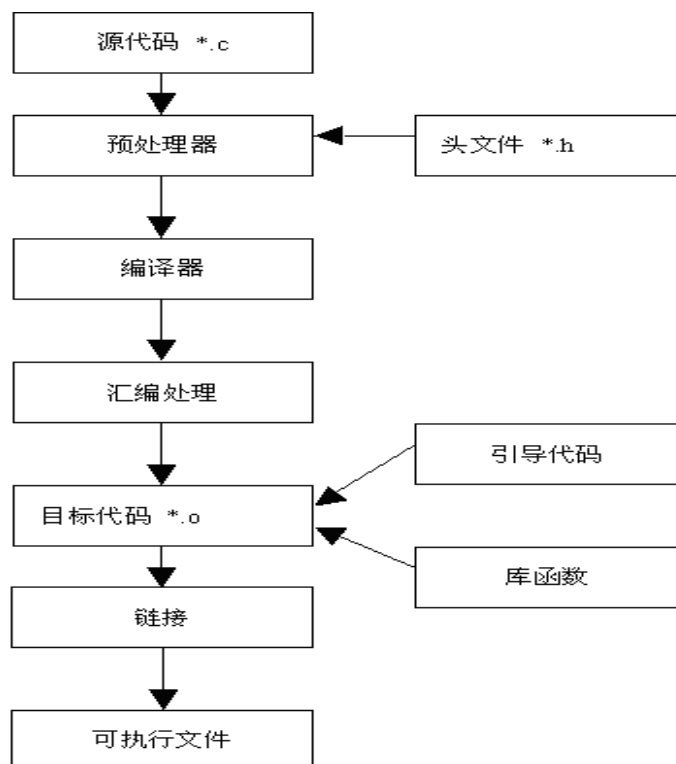 源代码 *.c
预处理器
头文件 *.h
编译器
汇编处理
引导代码
目标代码 *.o
库函数
链接
可执行文件